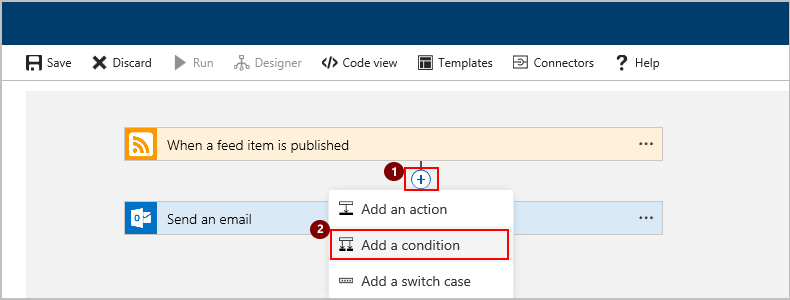 Save Discard Run Designer Code view Templates Connectors ? Help
When a feed item is published
1
Send an email
Add an action
2 Add a condition
Add a switch case